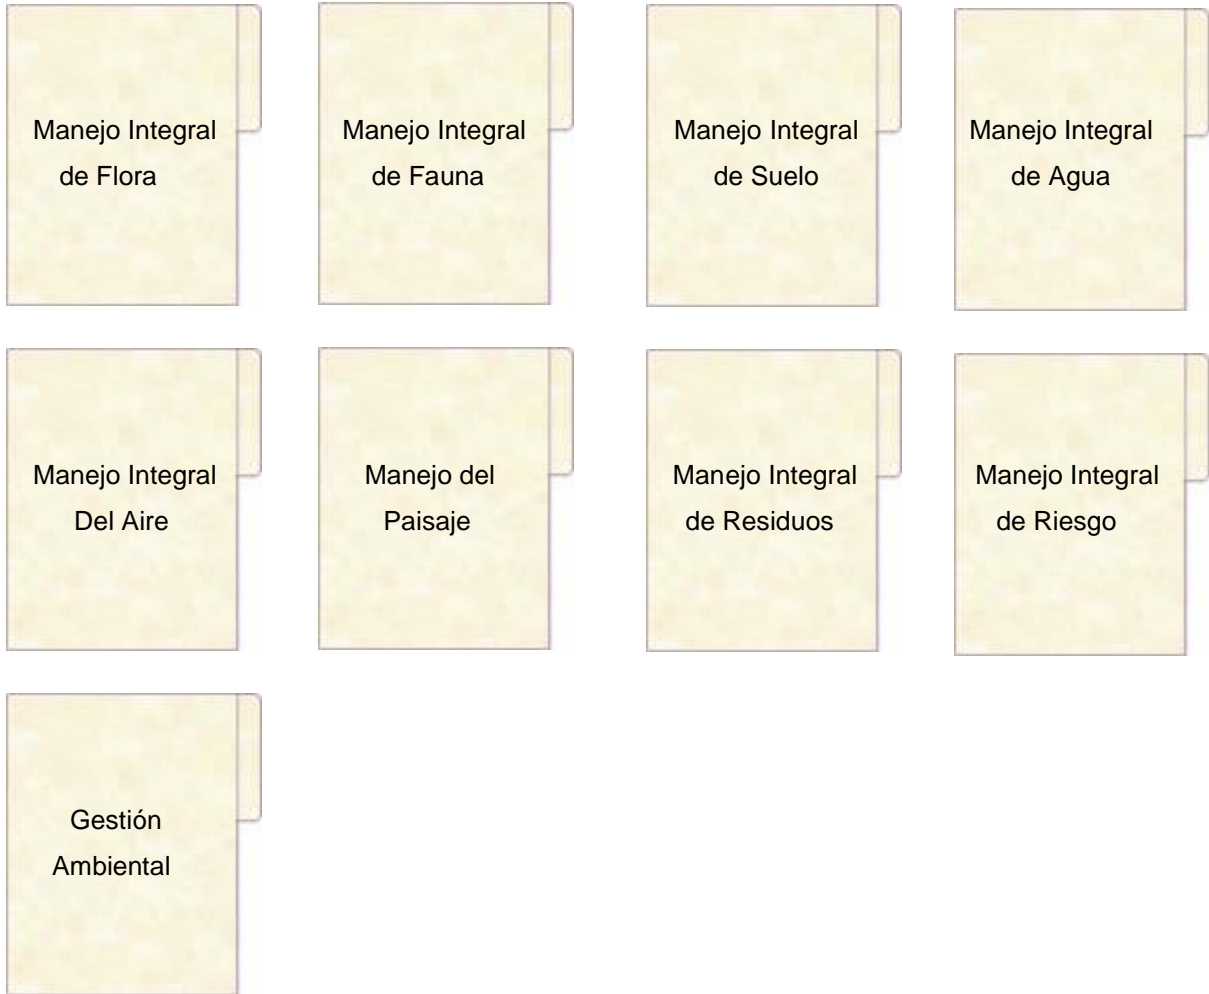 Manejo Integral
de Flora
Manejo Integral
de Fauna
Manejo Integral
de Suelo
Manejo Integral
de Agua
Manejo Integral
Del Aire
Manejo del
Paisaje
Manejo Integral
de Residuos
Manejo Integral
de Riesgo
Gestión
Ambiental